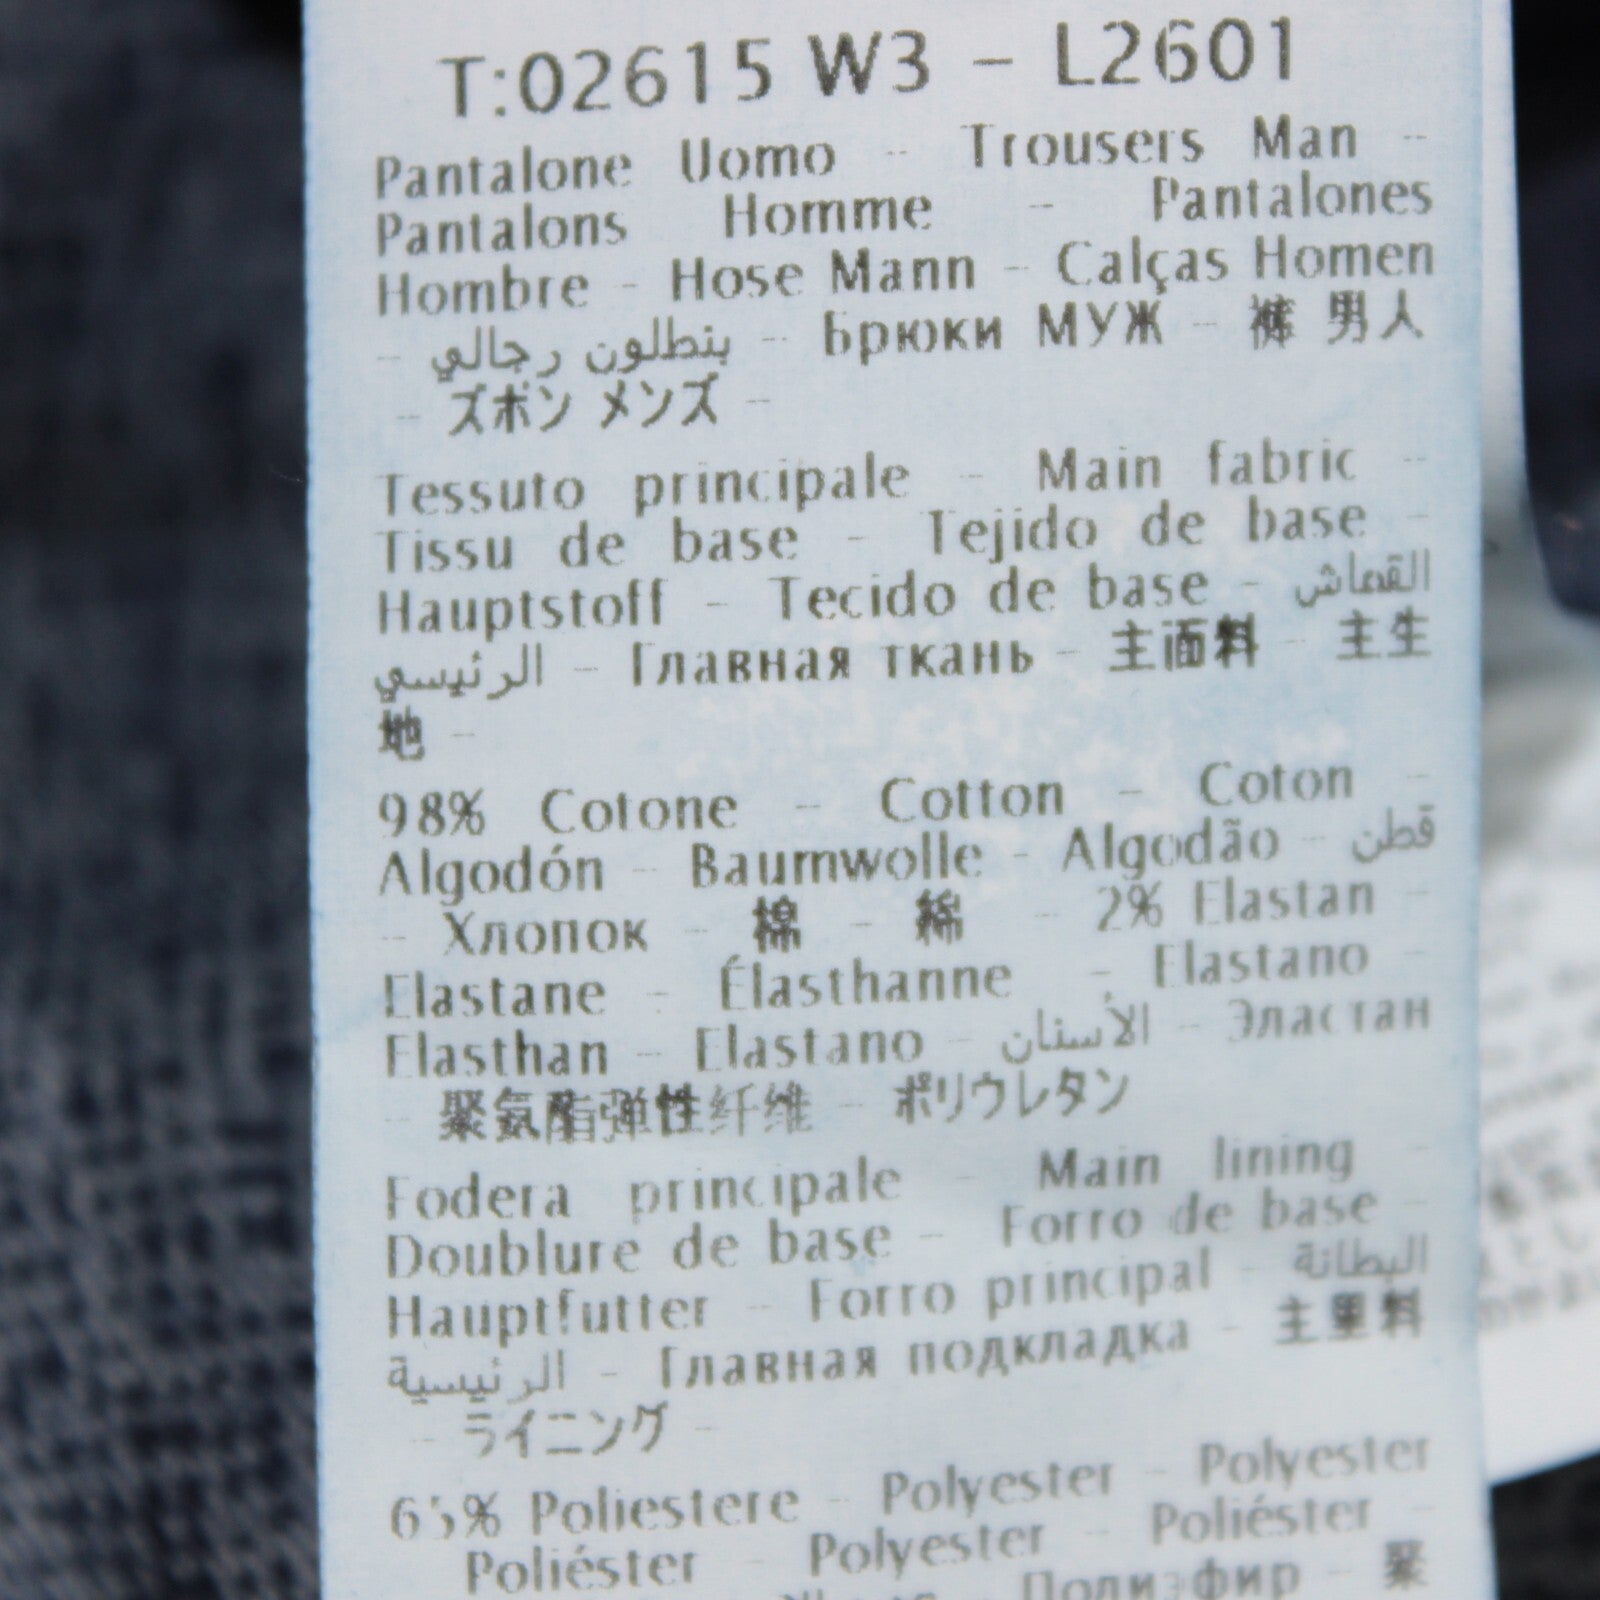 T:02615 W3 - L2601
Pantalone Uomo - Trousers Man -
Pantalons Homme - Pantalones
Hombre - Hose Mann - Calças Homen
- بنطلون رجالي - Брюки МУЖ - 裤 男人
- ズボン メンズ -
Tessuto principale - Main fabric -
Tissu de base - Tejido de base -
Hauptstoff - Tecido de base - القماش
الرئيسي - Главная ткань - 主面料 - 主生
地 -
98% Cotone - Cotton - Coton -
Algodón - Baumwolle - Algodão - قطن
- Хлопок - 棉 - 綿 - 2% Elastan -
Elastane - Élasthanne - Elastano -
Elasthan - Elastano - الأستان - Эластан
- 聚氨酯弹性纤维 - ポリウレタン
Fodera principale - Main lining -
Doublure de base - Forro de base -
Hauptfutter - Forro principal - البطانة
الرئيسية - Главная подкладка - 主里料
- ライニング -
65% Poliestere - Polyester - Polyester
- Poliéster - Polyester - Poliéster -
Полиэфир - 聚